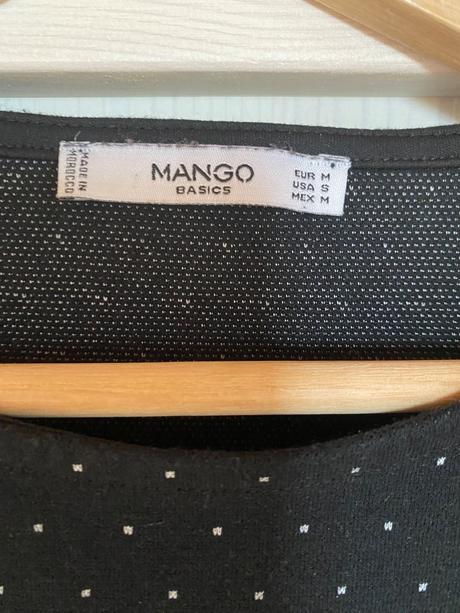 MADE IN
MOROCCO
MANGO
BASICS
EUR M
USA S
MEX M